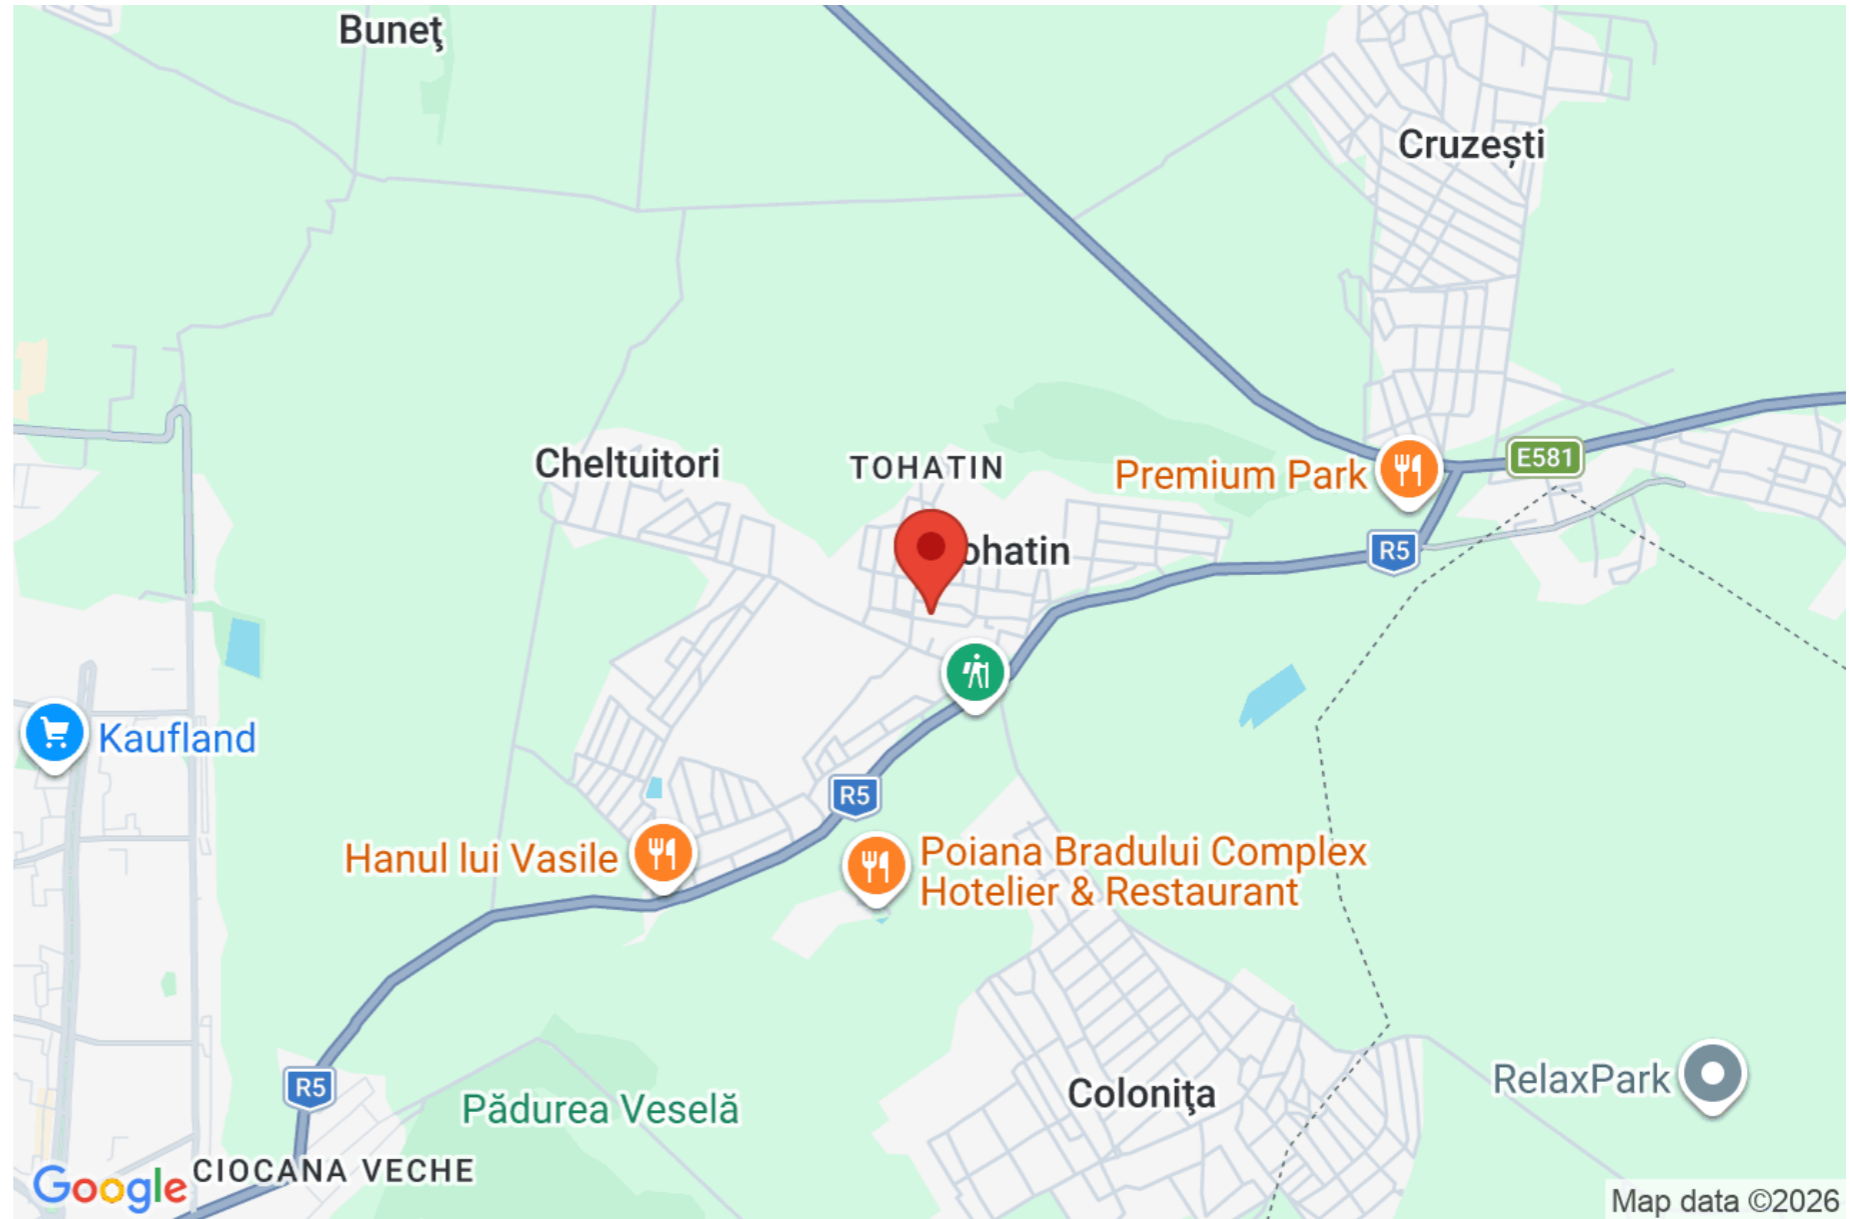 Buneţ
Cruzești
Cheltuitori
TOHATIN
Premium Park
E581
ohatin
R5
Kaufland
R5
Hanul lui Vasile
Poiana Bradului Complex
Hotelier & Restaurant
R5
Pădurea Veselă
Coloniţa
RelaxPark
CIOCANA VECHE
Google
Map data ©2026